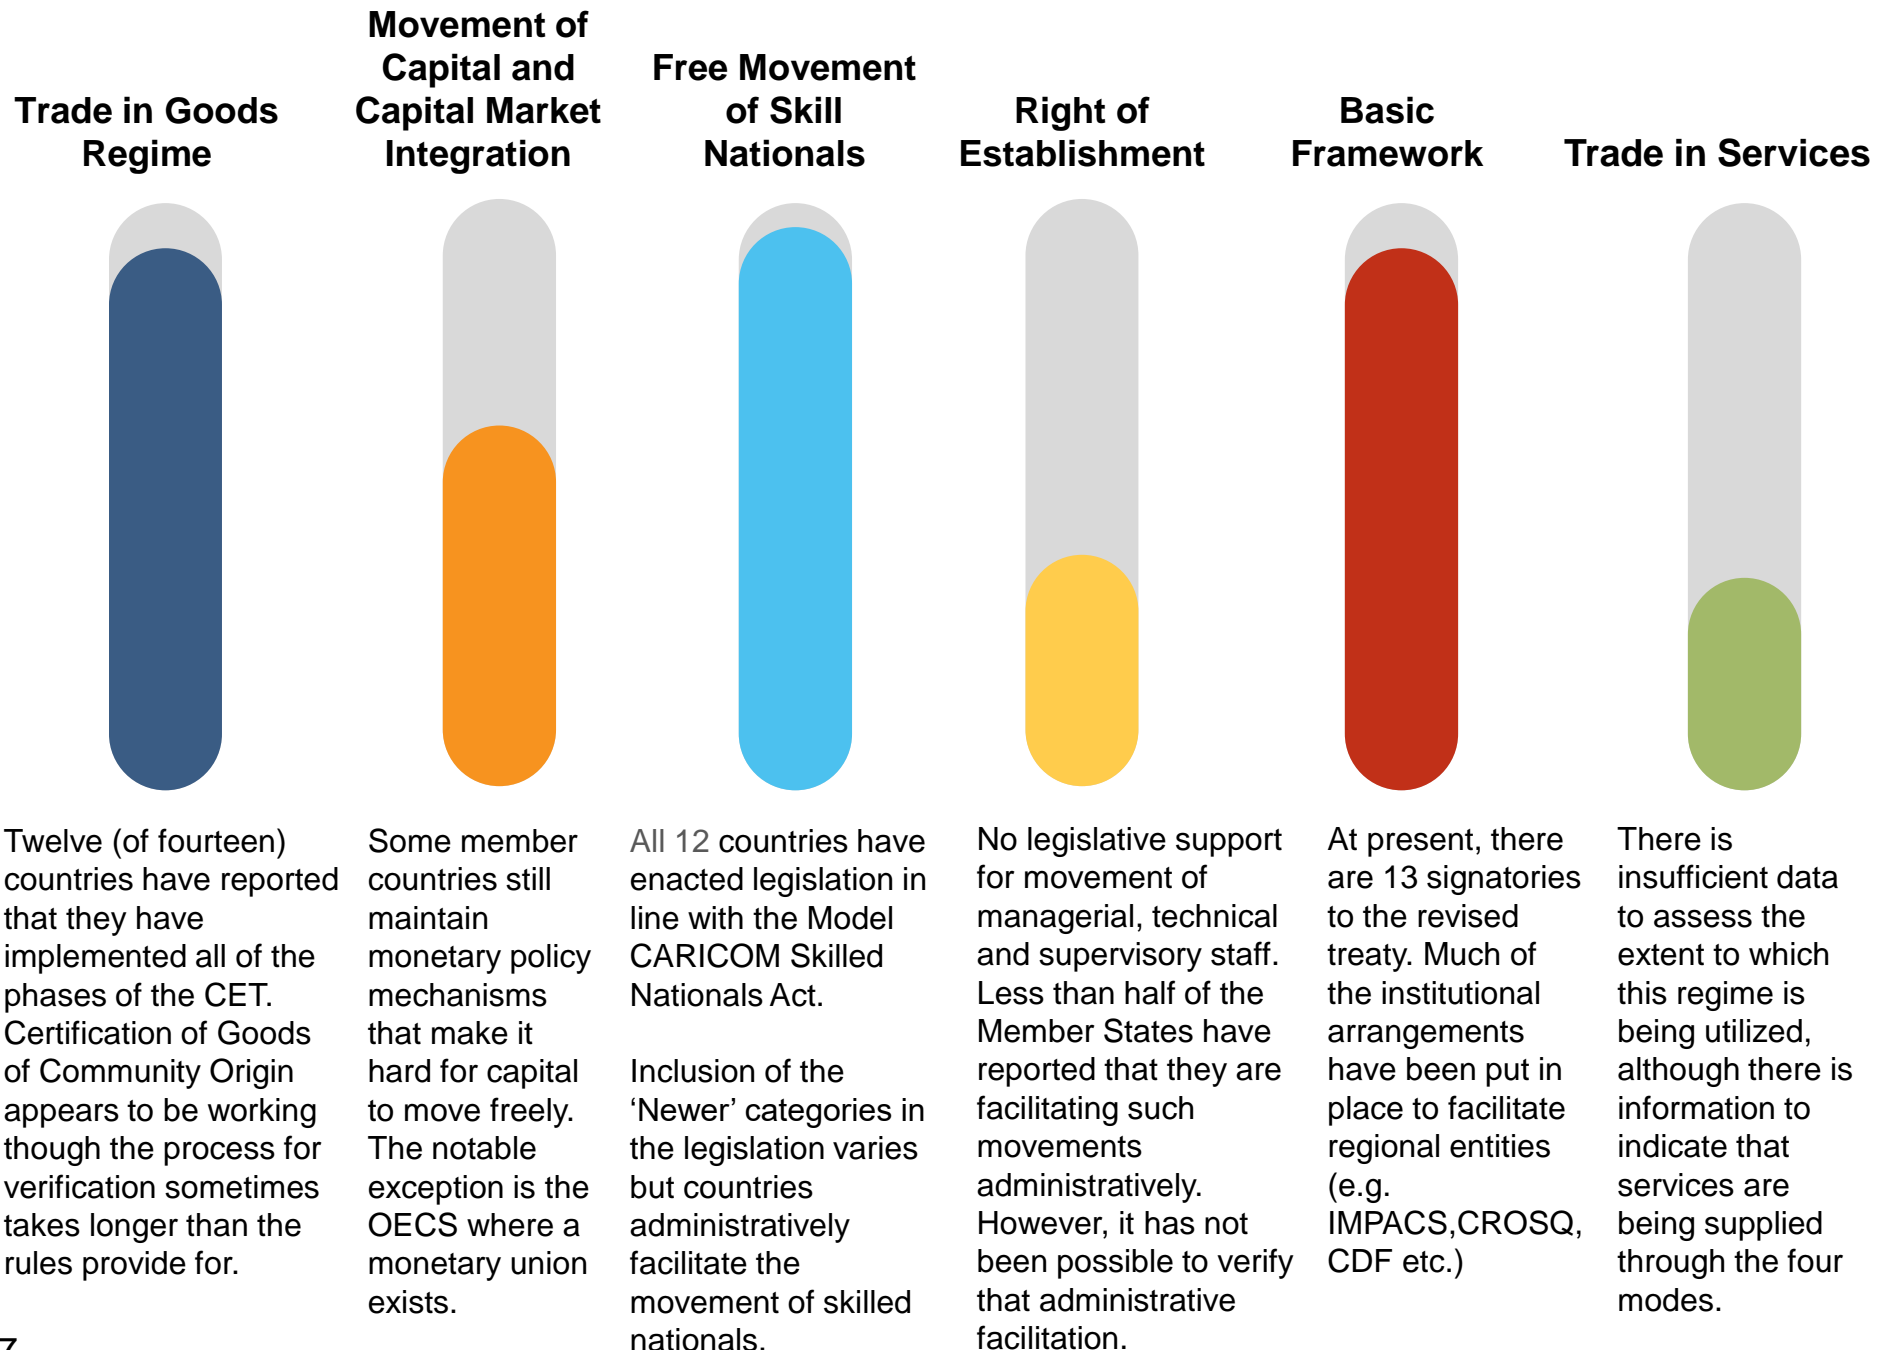 Trade in Goods
Regime
Movement of
Capital and
Capital Market
Integration
Free Movement
of Skill
Nationals
Right of
Establishment
Basic
Framework
Trade in Services
Twelve (of fourteen)
countries have reported
that they have
implemented all of the
phases of the CET.
Certification of Goods
of Community Origin
appears to be working
though the process for
verification sometimes
takes longer than the
rules provide for.
Some member
countries still
maintain
monetary policy
mechanisms
that make it
hard for capital
to move freely.
The notable
exception is the
OECS where a
monetary union
exists.
All 12 countries have
enacted legislation in
line with the Model
CARICOM Skilled
Nationals Act.
Inclusion of the
‘Newer’ categories in
the legislation varies
but countries
administratively
facilitate the
movement of skilled
nationals.
No legislative support
for movement of
managerial, technical
and supervisory staff.
Less than half of the
Member States have
reported that they are
facilitating such
movements
administratively.
However, it has not
been possible to verify
that administrative
facilitation.
At present, there
are 13 signatories
to the revised
treaty. Much of
the institutional
arrangements
have been put in
place to facilitate
regional entities
(e.g.
IMPACS,CROSQ,
CDF etc.)
There is
insufficient data
to assess the
extent to which
this regime is
being utilized,
although there is
information to
indicate that
services are
being supplied
through the four
modes.